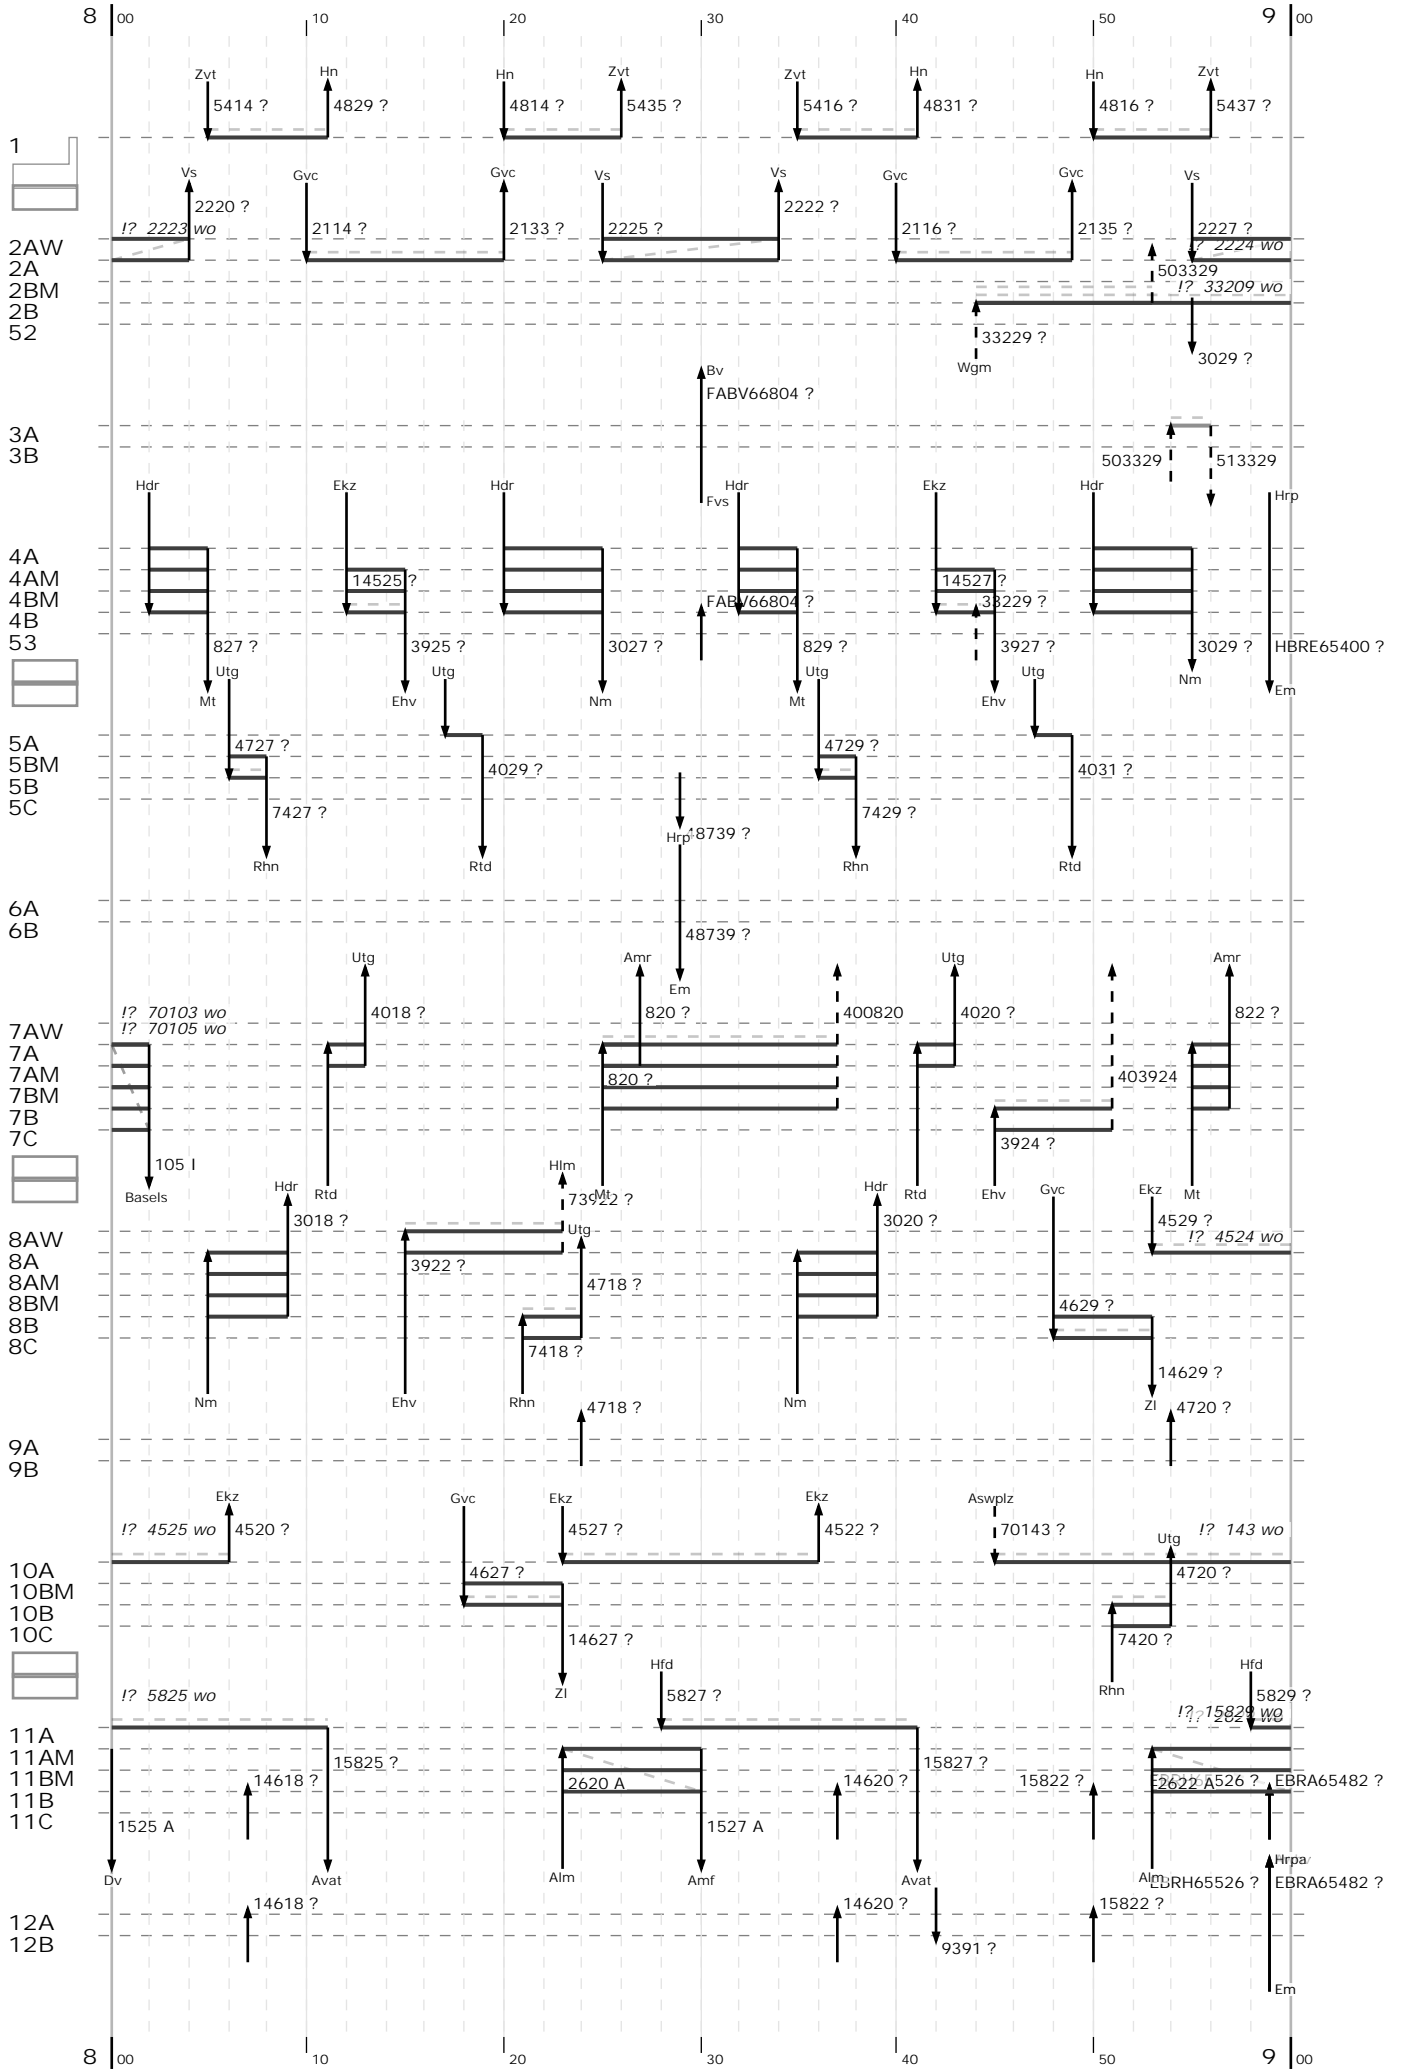 8 00 10 20 30 40 50 9 00
Zvt Hn Hn Zvt Zvt Hn Hn Zvt
5414 ? 4829 ? 4814 ? 5435 ? 5416 ? 4831 ? 4816 ? 5437 ?
1
Vs Gvc Gvc Vs Vs Gvc Gvc Vs
2220 ? 2222 ?
!? 2223 wo 2114 ? 2133 ? 2225 ? 2116 ? 2135 ? 2227 ?
2AW !? 2224 wo
2A 503329
2BM !? 33209 wo
2B
52 33229 ?
3029 ?
Wgm
Bv
FABV66804 ?
3A
3B 503329 513329
Hdr Ekz Hdr Hdr Ekz Hdr Hrp
Fvs
4A
4AM 14525 ? 14527 ?
4BM FABV66804 ? 33229 ?
4B
53 827 ? 3925 ? 3027 ? 829 ? 3927 ? 3029 ? HBRE65400 ?
Utg Utg Utg Utg
Nm
Em
Mt Ehv Nm Mt Ehv
5A 4727 ? 4729 ?
5BM 4029 ? 4031 ?
5B
5C 7427 ? 7429 ?
Hrp 48739 ?
Rhn Rtd Rhn Rtd
6A
6B 48739 ?
Utg Amr Utg Amr
Em
!? 70103 wo 4018 ? 820 ? 400820 4020 ? 822 ?
7AW !? 70105 wo
7A
7AM 820 ? 403924
7BM
7B
7C 3924 ?
105 I Hlm
Basels Rtd Mt Rtd Ehv Gvc Ekz Mt
Hdr 73922 ? Hdr
3018 ? Utg 3020 ? 4529 ?
8AW !? 4524 wo
8A 3922 ?
8AM 4718 ?
8BM 4629 ?
8B
8C 7418 ?
14629 ?
Nm Ehv Rhn Nm Zl
4718 ? 4720 ?
9A
9B
Ekz Gvc Ekz Ekz Aswplz
!? 4525 wo 4520 ? 4527 ? 4522 ? 70143 ? !? 143 wo
Utg
10A 4627 ? 4720 ?
10BM
10B
10C 14627 ? 7420 ?
Hfd Hfd
Zl Rhn
!? 5825 wo 5827 ? 5829 ?
!? 15829 wo
11A
11AM 15825 ? 15827 ?
11BM 14618 ? 2620 A 14620 ? 15822 ? 2622 A EBRA65482 ?
11B
11C 1525 A 1527 A
Dv Avat Alm Amf Avat Alm
EBRH65526 ? EBRA65482 ?
14618 ? 14620 ? 15822 ?
12A
12B 9391 ?
Em
8 00 10 20 30 40 50 9 00